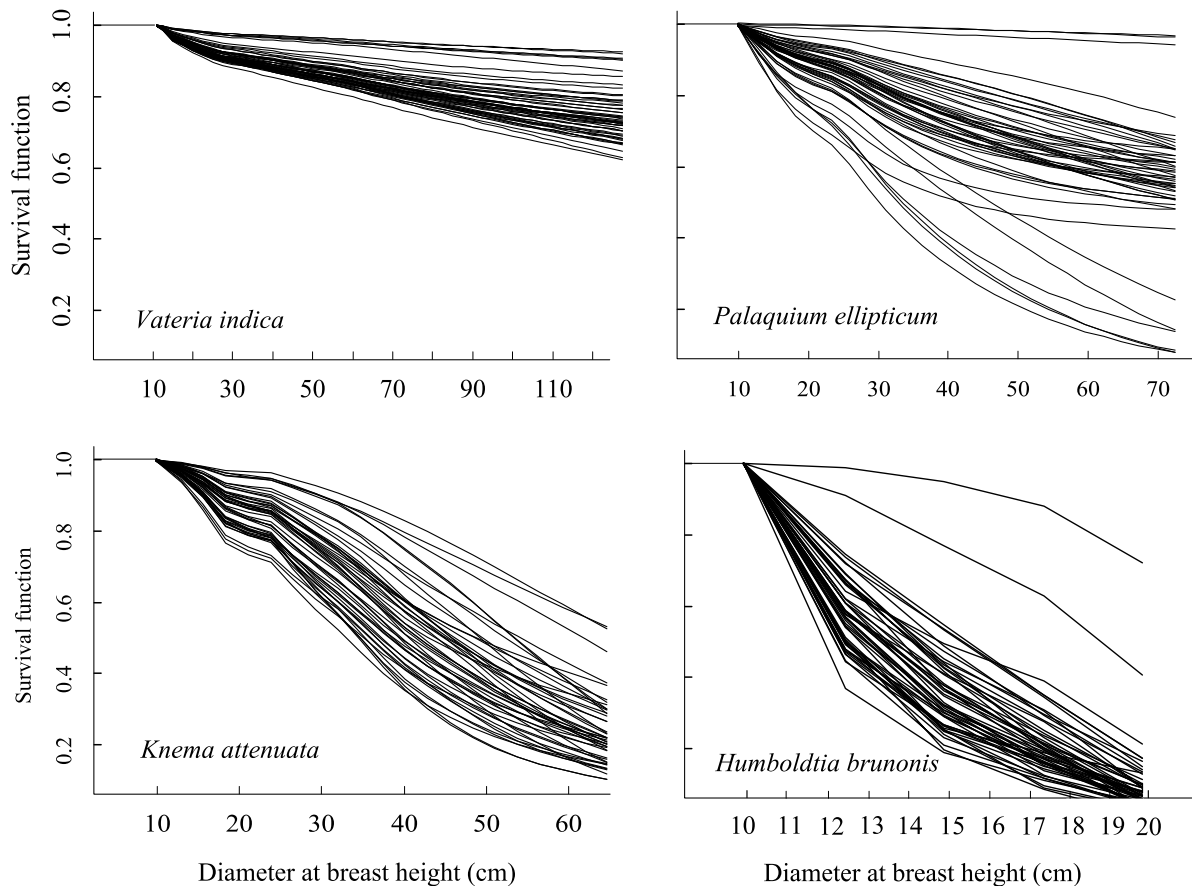 Survival function
1.0
0.8
0.6
0.4
0.2
Vateria indica
10 30 50 70 90 110
Palaquium ellipticum
10 20 30 40 50 60 70
Survival function
1.0
0.8
0.6
0.4
0.2
Knema attenuata
10 20 30 40 50 60
Diameter at breast height (cm)
Humboldtia brunonis
10 11 12 13 14 15 16 17 18 19 20
Diameter at breast height (cm)